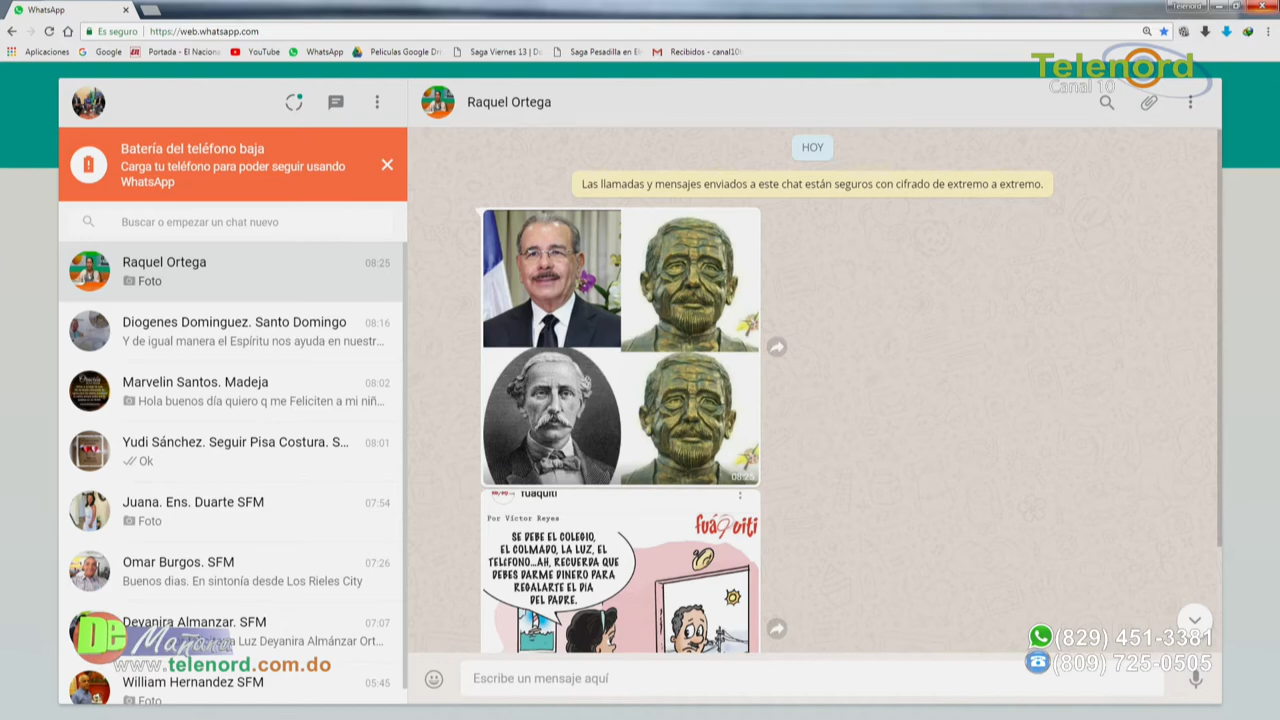 WhatsApp
Telenord
Es seguro
https://web.whatsapp.com
Aplicaciones
Google
Portada - El Naciona
YouTube
WhatsApp
Peliculas Google Dri
Saga Viernes 13 | Do
Saga Pesadilla en El
Recibidos - canal10t
Telenord
Canal 10
Batería del teléfono baja
Carga tu teléfono para poder seguir usando
WhatsApp
Buscar o empezar un chat nuevo
Raquel Ortega
08:25
Foto
Diogenes Dominguez. Santo Domingo
08:16
Y de igual manera el Espíritu nos ayuda en nuestr...
Marvelin Santos. Madeja
08:02
Hola buenos día quiero q me Feliciten a mi niñ...
Yudi Sánchez. Seguir Pisa Costura. S...
08:01
Ok
Juana. Ens. Duarte SFM
07:54
Foto
Omar Burgos. SFM
07:26
Buenos dias. En sintonía desde Los Rieles City
Deyanira Almanzar. SFM
07:07
Luz Deyanira Almánzar Ort...
William Hernandez SFM
05:45
Foto
De Mañana
www.telenord.com.do
Raquel Ortega
HOY
Las llamadas y mensajes enviados a este chat están seguros con cifrado de extremo a extremo.
08:25
fuaquiti
Por Victor Reyes
fuáquiti
SE DEBE EL COLEGIO,
EL COLMADO, LA LUZ, EL
TELÉFONO...AH, RECUERDA QUE
DEBES DARME DINERO PARA
REGALARTE EL DIA
DEL PADRE.
Escribe un mensaje aquí
(829) 451-3381
(809) 725-0505